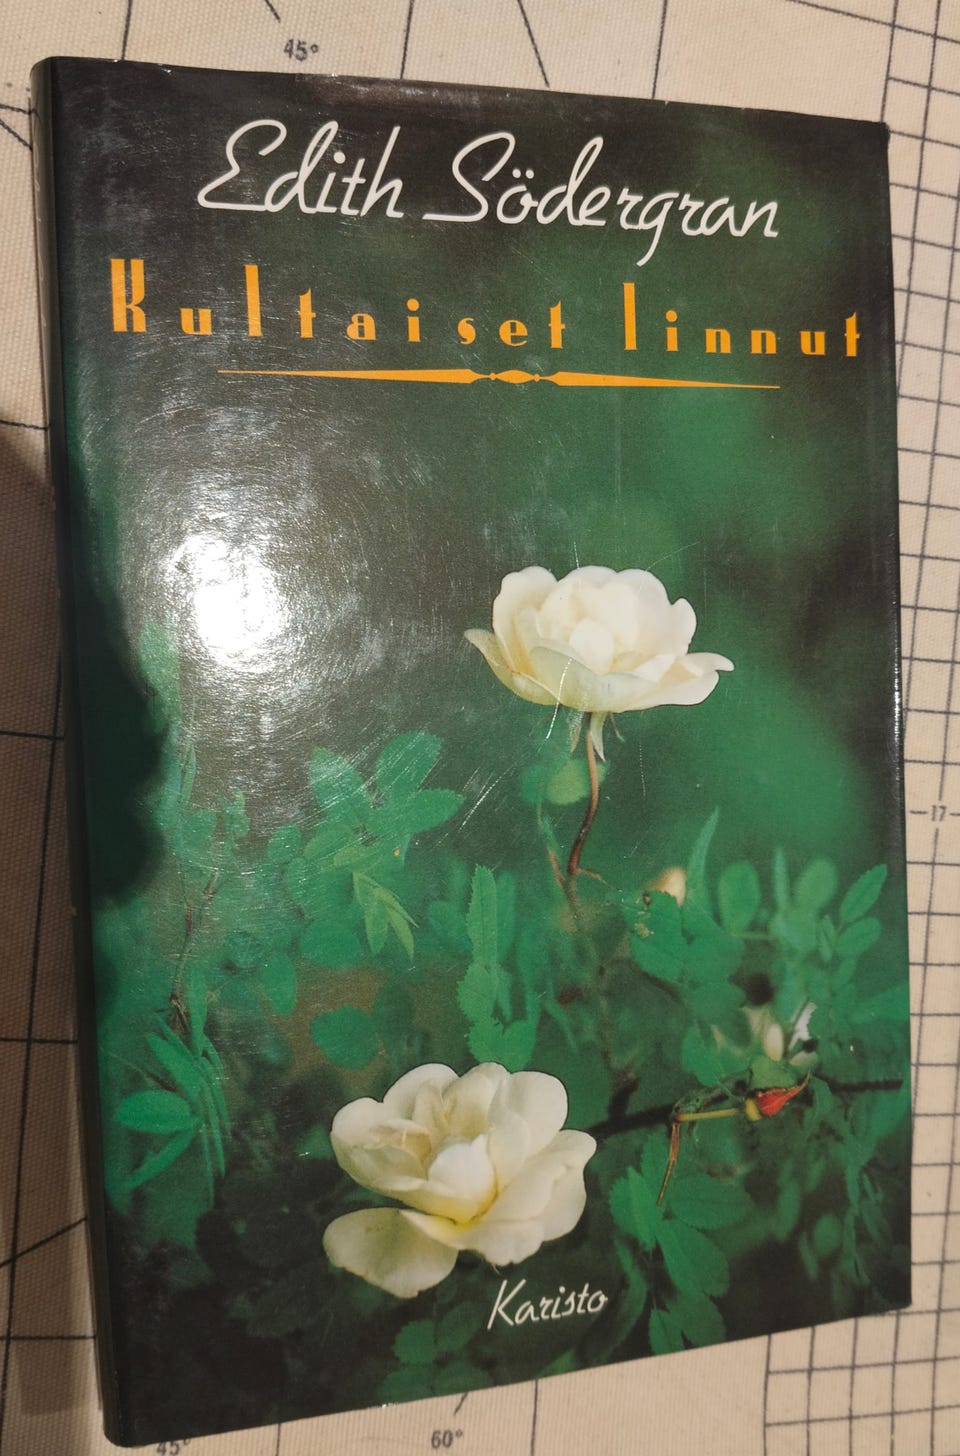 45°
Edith Södergran
Kultaiset linnut
17
Karisto
60°
45°